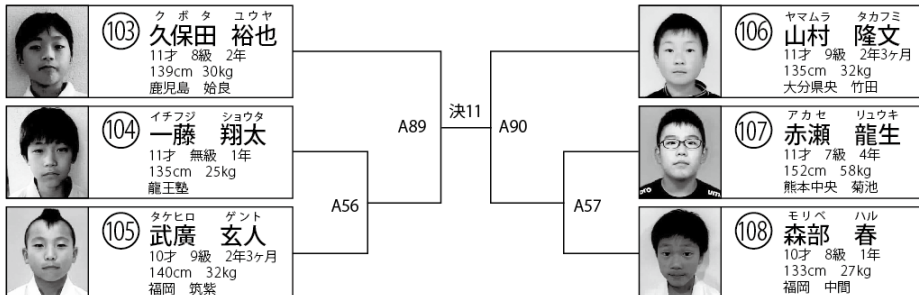 クボタ ユウヤ
103 久保田 裕也
11才 8級 2年
139cm 30kg
鹿児島 姶良
イチフジ ショウタ
104 一藤 翔太
11才 無級 1年
135cm 25kg
龍王塾
タケヒロ ゲント
105 武廣 玄人
10才 9級 2年3ヶ月
140cm 32kg
福岡 筑紫
A89
決11
A90
A56
A57
ヤマムラ タカフミ
106 山村 隆文
11才 9級 2年3ヶ月
135cm 32kg
大分県央 竹田
アカセ リュウキ
107 赤瀬 龍生
11才 7級 4年
152cm 58kg
熊本中央 菊池
モリベ ハル
108 森部 春
10才 8級 1年
133cm 27kg
福岡 中間